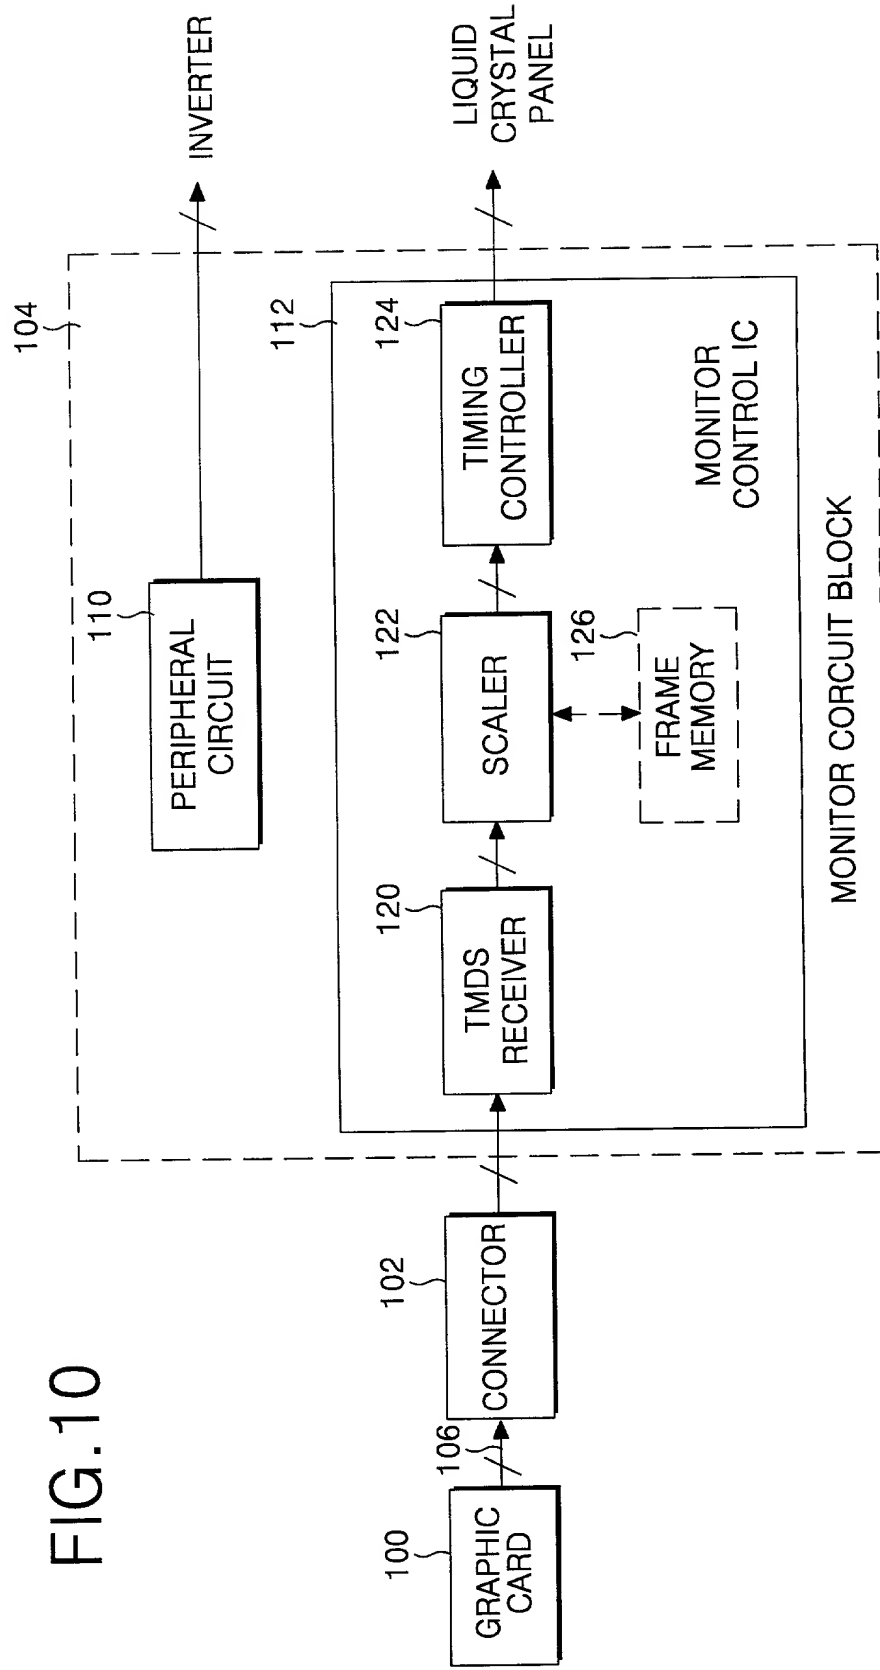 FIG.10
100
GRAPHIC
CARD
106
102
CONNECTOR
104
110
PERIPHERAL
CIRCUIT
INVERTER
112
120
TMDS
RECEIVER
122
SCALER
124
TIMING
CONTROLLER
LIQUID
CRYSTAL
PANEL
126
FRAME
MEMORY
MONITOR
CONTROL IC
MONITOR CORCUIT BLOCK